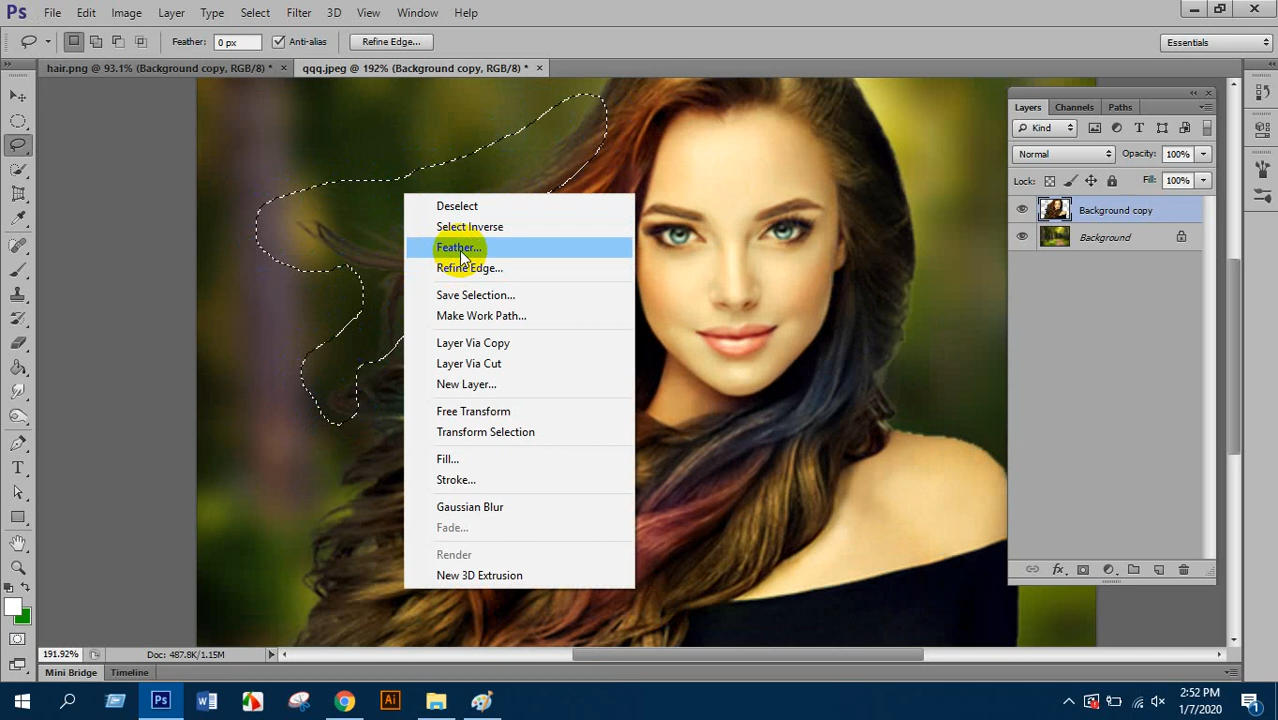 Ps File Edit Image Layer Type Select Filter 3D View Window Help
Feather: 0 px Anti-alias Refine Edge... Essentials
hair.png @ 93.1% (Background copy, RGB/8) * × qqq.jpeg @ 192% (Background copy, RGB/8) * ×
Layers Channels Paths
Kind
Normal Opacity: 100%
Lock: Fill: 100%
Background copy
Background
Deselect
Select Inverse
Feather...
Refine Edge...
Save Selection...
Make Work Path...
Layer Via Copy
Layer Via Cut
New Layer...
Free Transform
Transform Selection
Fill...
Stroke...
Gaussian Blur
Fade...
Render
New 3D Extrusion
T
fx
191.92% Doc: 487.8K/1.15M
Mini Bridge Timeline
Ps W Ai
2:52 PM
1/7/2020
1